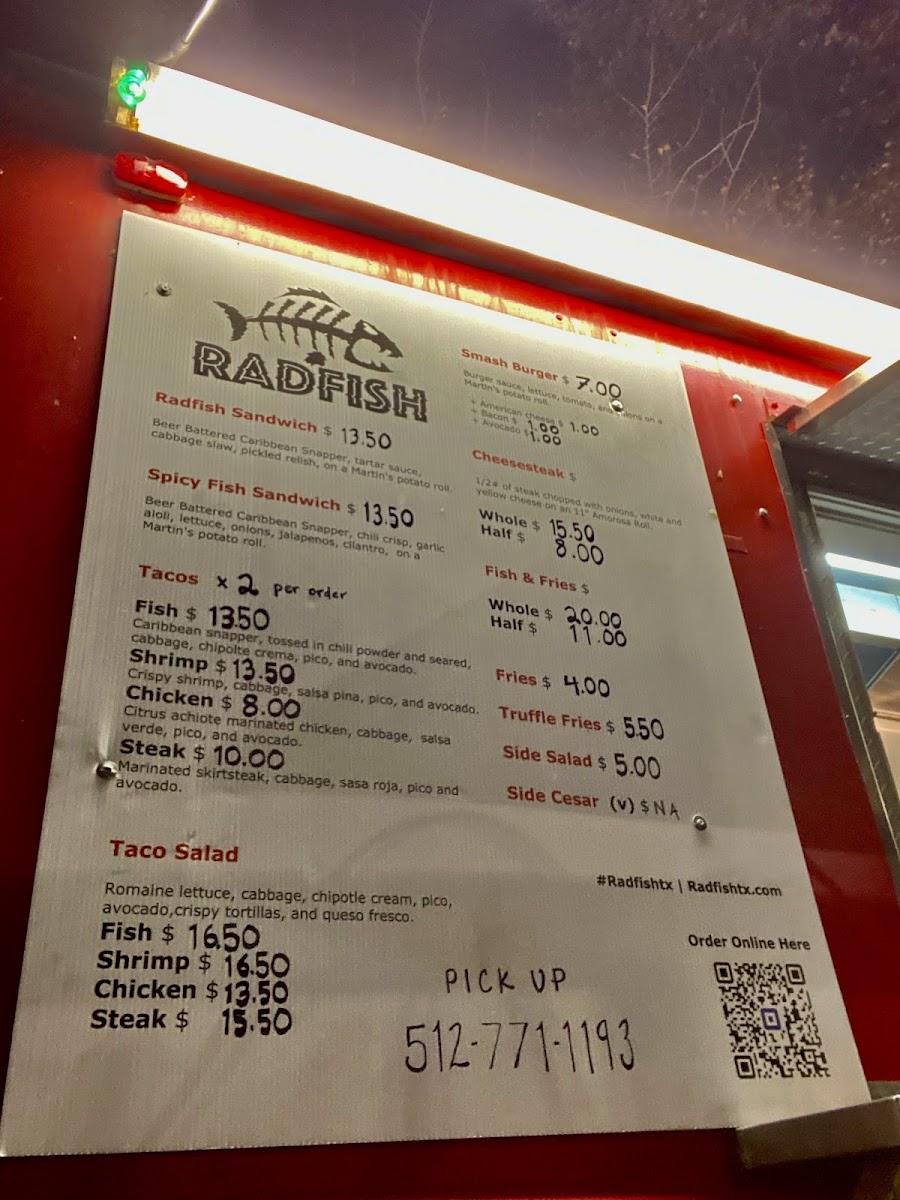 RADFISH
Radfish Sandwich $ 13.50
Beer Battered Caribbean Snapper, tartar sauce,
cabbage slaw, pickled relish, on a Martin's potato roll.
Spicy Fish Sandwich $ 13.50
Beer Battered Caribbean Snapper, chili crisp, garlic
aioli, lettuce, onions, jalapenos, cilantro, on a
Martin's potato roll.
Tacos x 2 per order
Fish $ 13.50
Caribbean snapper, tossed in chili powder and seared,
cabbage, chipolte crema, pico, and avocado.
Shrimp $ 13.50
Crispy shrimp, cabbage, salsa pina, pico, and avocado.
Chicken $ 8.00
Citrus achiote marinated chicken, cabbage, salsa
verde, pico, and avocado.
Steak $ 10.00
Marinated skirtsteak, cabbage, sasa roja, pico and
avocado.
Taco Salad
Romaine lettuce, cabbage, chipotle cream, pico,
avocado,crispy tortillas, and queso fresco.
Fish $ 16.50
Shrimp $ 16.50
Chicken $ 13.50
Steak $ 15.50
Smash Burger $ 7.00
Burger sauce, lettuce, tomato, and onions on a
Martin's potato roll.
+ American cheese $ 1.00
+ Bacon $ 1.00
+ Avocado $ 1.00
Cheesesteak $
1/2# of steak chopped with onions, white and
yellow cheese on an 11" Amorosa Roll.
Whole $ 15.50
Half $ 8.00
Fish & Fries $
Whole $ 20.00
Half $ 11.00
Fries $ 4.00
Truffle Fries $ 5.50
Side Salad $ 5.00
Side Cesar (v) $ NA
#Radfishtx | Radfishtx.com
Order Online Here
PICK UP
512-771-1193